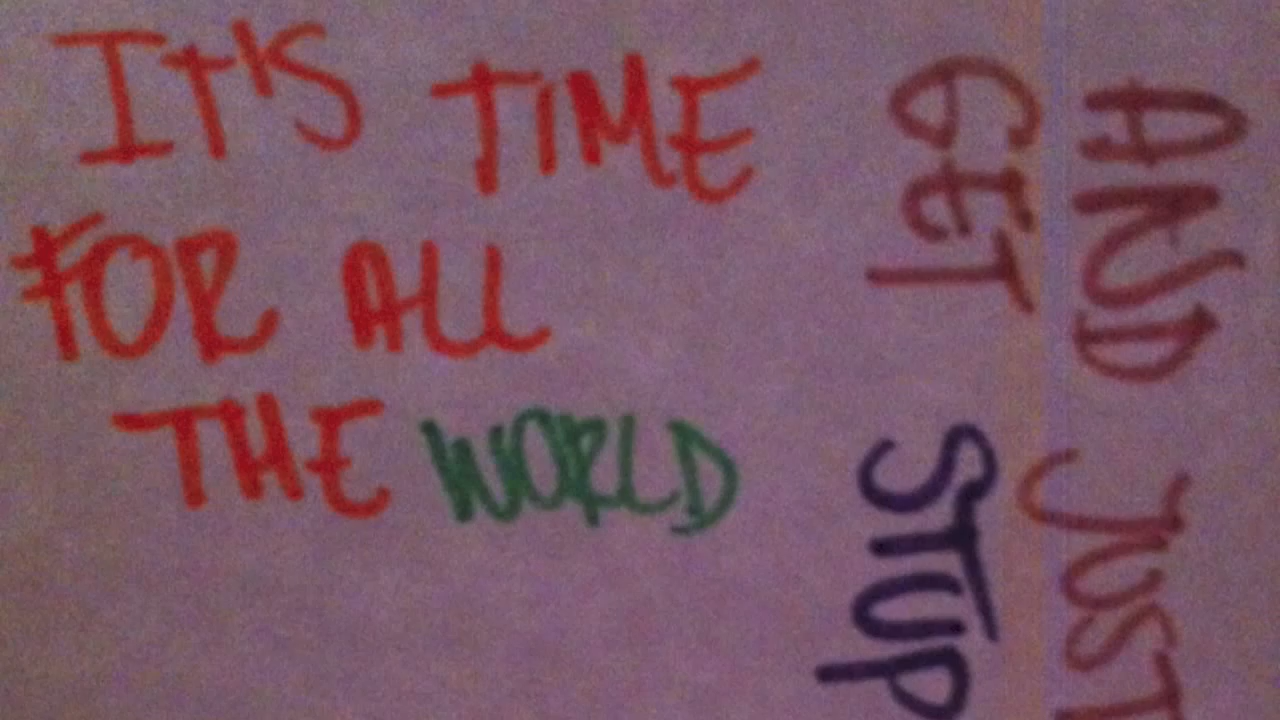 IT'S TIME
FOR ALL
THE WORLD
AND JUST
GET STUP